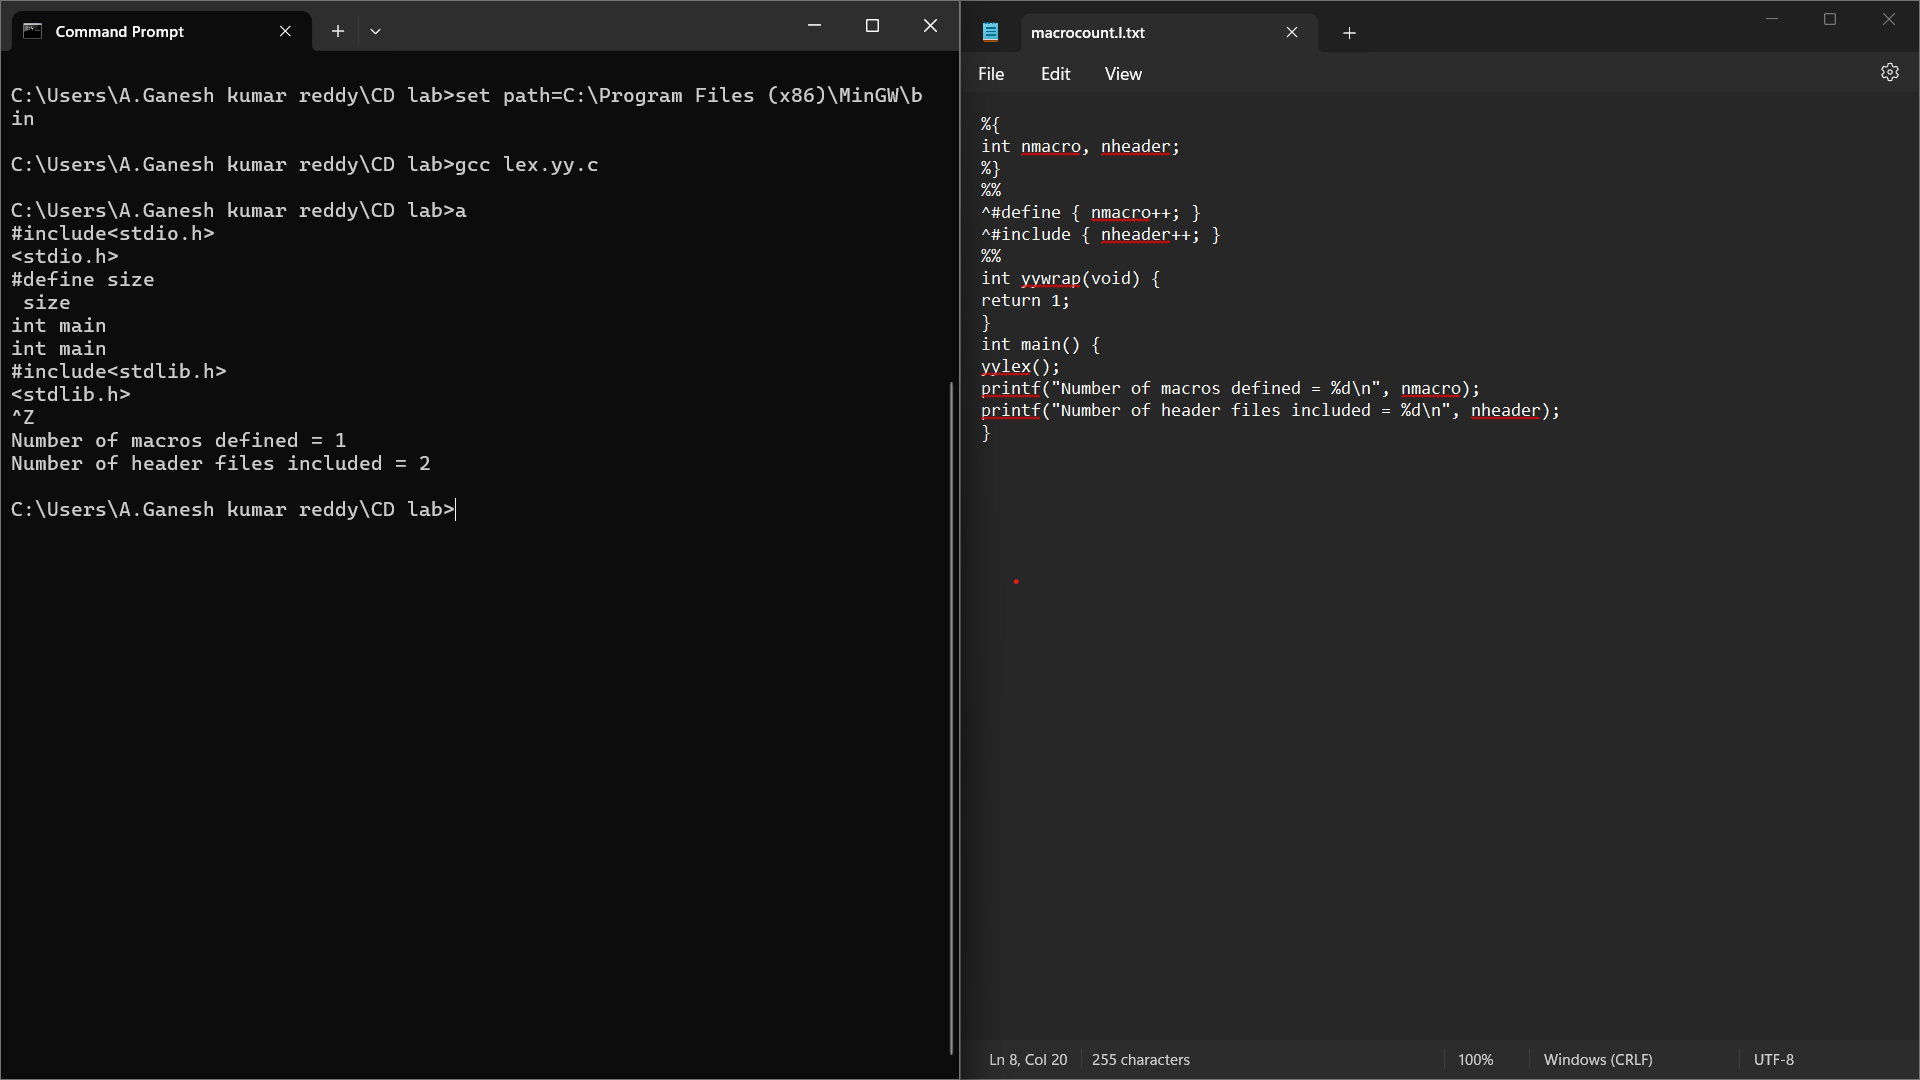 Command Prompt
C:\Users\A.Ganesh kumar reddy\CD lab>set path=C:\Program Files (x86)\MinGW\b
in
C:\Users\A.Ganesh kumar reddy\CD lab>gcc lex.yy.c
C:\Users\A.Ganesh kumar reddy\CD lab>a
#include<stdio.h>
<stdio.h>
#define size
 size
int main
int main
#include<stdlib.h>
<stdlib.h>
^Z
Number of macros defined = 1
Number of header files included = 2
C:\Users\A.Ganesh kumar reddy\CD lab>
macrocount.l.txt
File Edit View
%{
int nmacro, nheader;
%}
%%
^#define { nmacro++; }
^#include { nheader++; }
%%
int yywrap(void) {
return 1;
}
int main() {
yylex();
printf("Number of macros defined = %d\n", nmacro);
printf("Number of header files included = %d\n", nheader);
}
Ln 8, Col 20 255 characters 100% Windows (CRLF) UTF-8